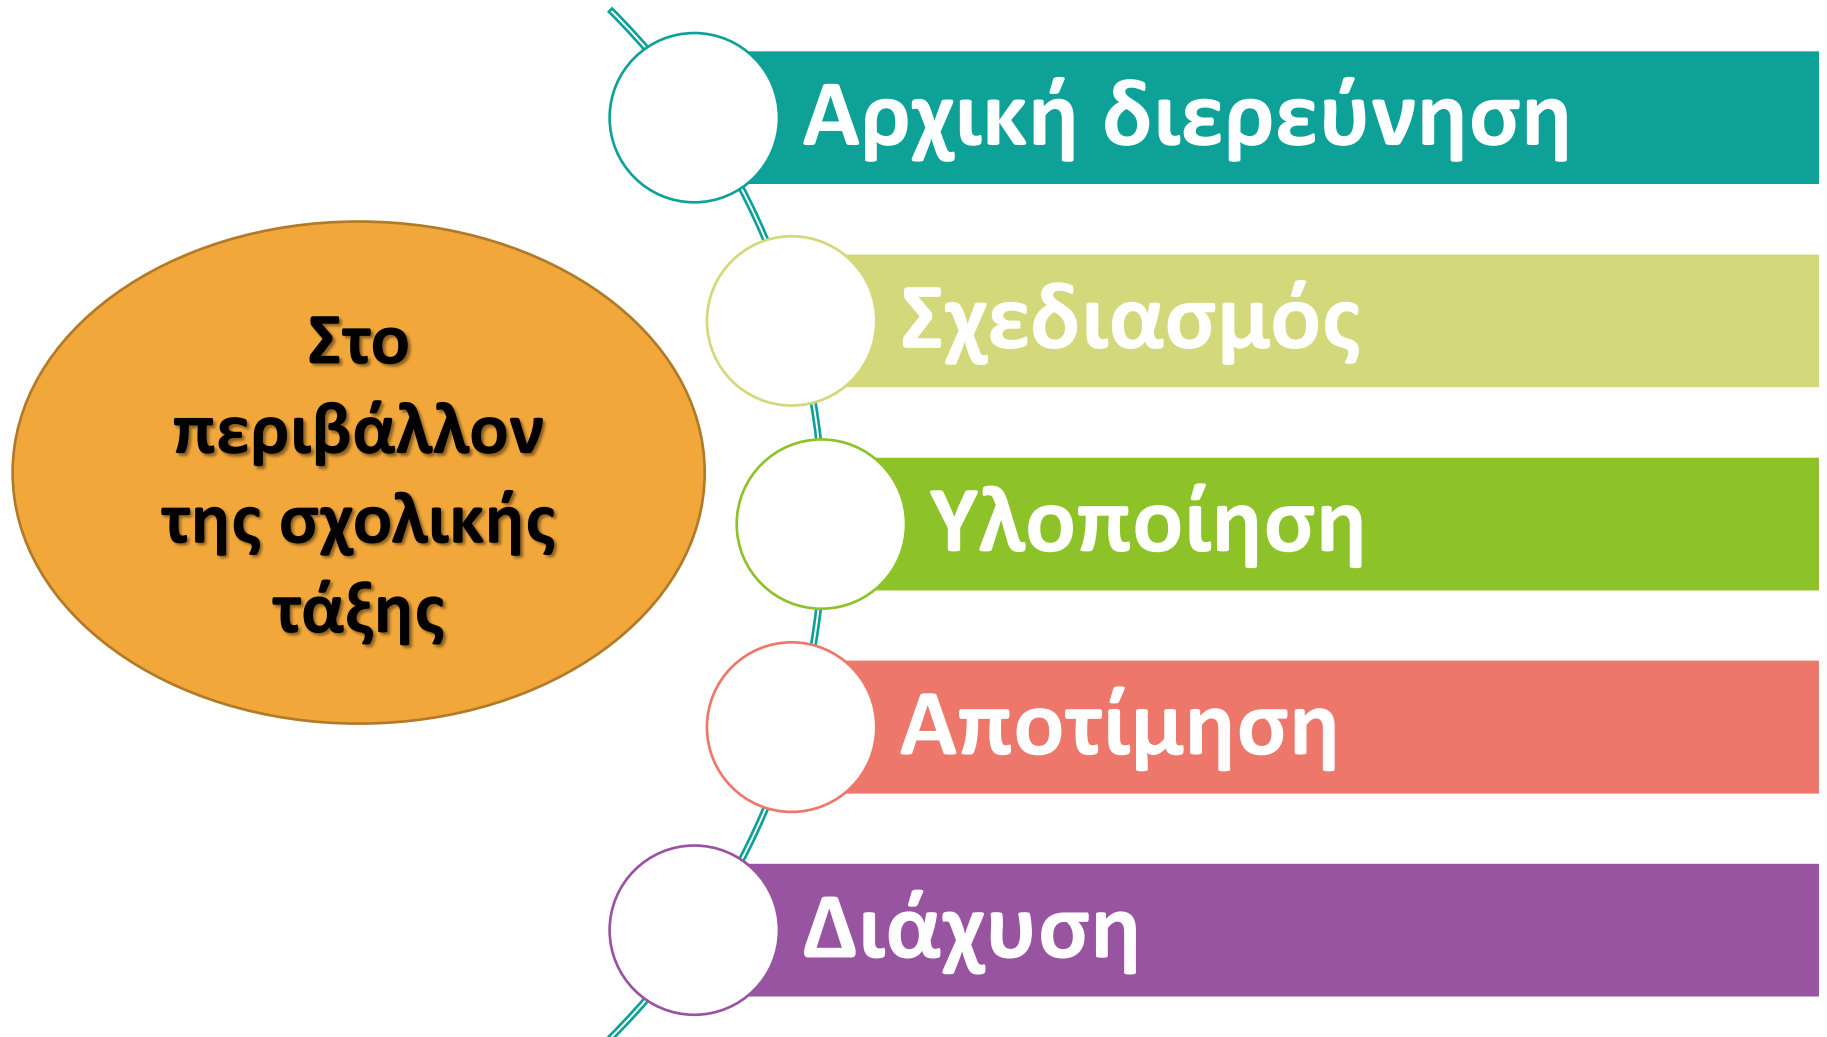 Στο
περιβάλλον
της σχολικής
τάξης
Αρχική διερεύνηση
Σχεδιασμός
Υλοποίηση
Αποτίμηση
Διάχυση